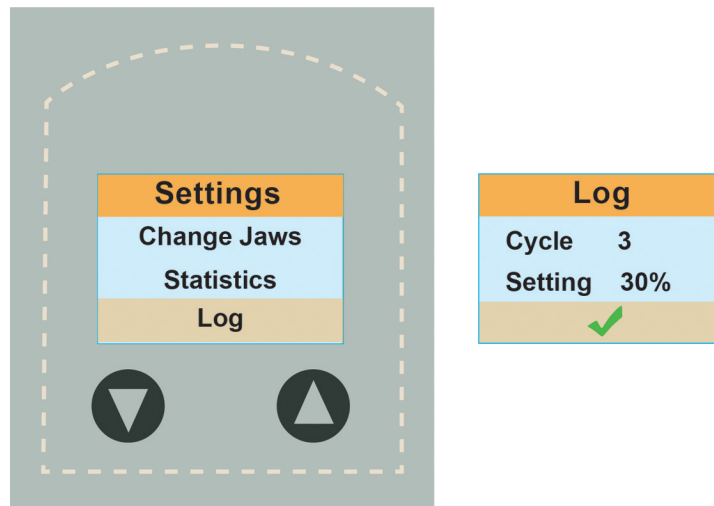 Settings
Change Jaws
Statistics
Log
Log
Cycle 3
Setting 30%